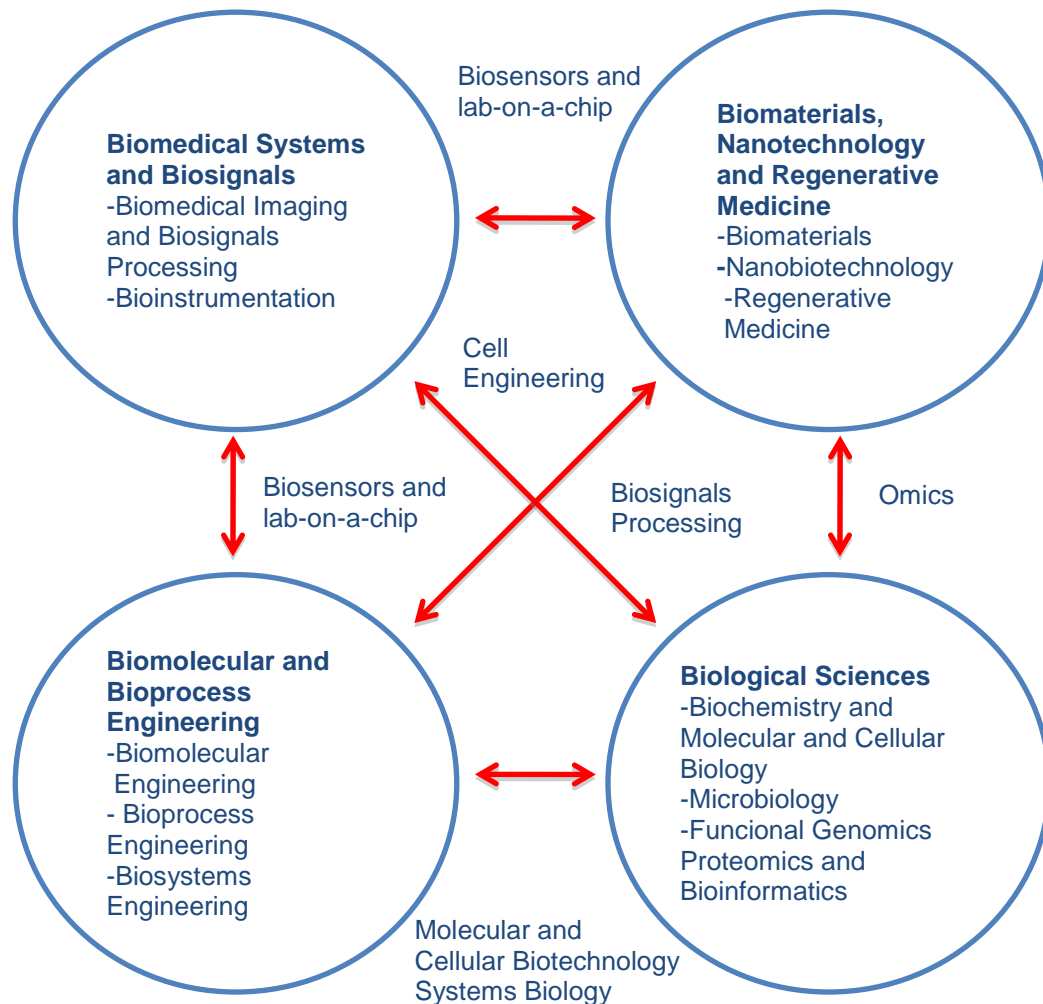 Biosensors and
lab-on-a-chip
Biomedical Systems
and Biosignals
-Biomedical Imaging
and Biosignals
Processing
-Bioinstrumentation
Biomaterials,
Nanotechnology
and Regenerative
Medicine
-Biomaterials
-Nanobiotechnology
-Regenerative
Medicine
Cell
Engineering
Biosensors and
lab-on-a-chip
Biosignals
Processing
Omics
Biomolecular and
Bioprocess
Engineering
-Biomolecular
Engineering
- Bioprocess
Engineering
-Biosystems
Engineering
Biological Sciences
-Biochemistry and
Molecular and Cellular
Biology
-Microbiology
-Funcional Genomics
Proteomics and
Bioinformatics
Molecular and
Cellular Biotechnology
Systems Biology